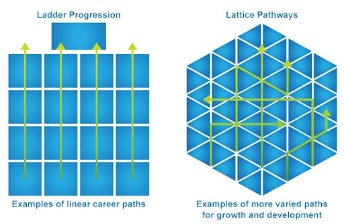 Ladder Progression
Lattice Pathways
Examples of linear career paths
Examples of more varied paths
for growth and development